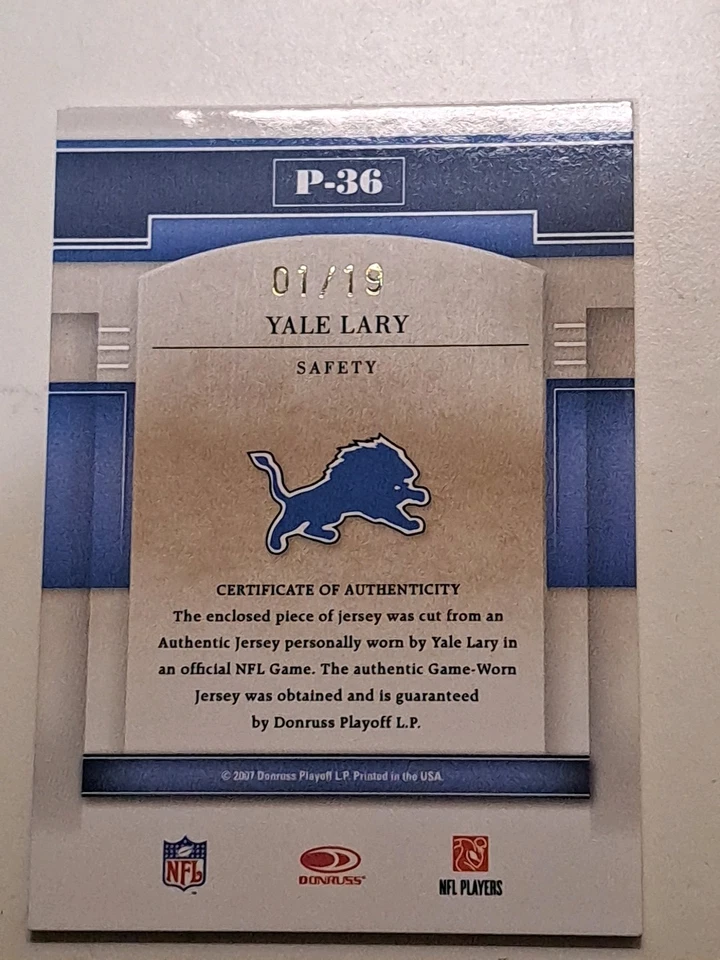 P-36
01/19
YALE LARY
SAFETY
CERTIFICATE OF AUTHENTICITY
The enclosed piece of jersey was cut from an
Authentic Jersey personally worn by Yale Lary in
an official NFL Game. The authentic Game-Worn
Jersey was obtained and is guaranteed
by Donruss Playoff L.P.
© 2007 Donruss Playoff L.P. Printed in the USA.
NFL
DONRUSS
NFL PLAYERS